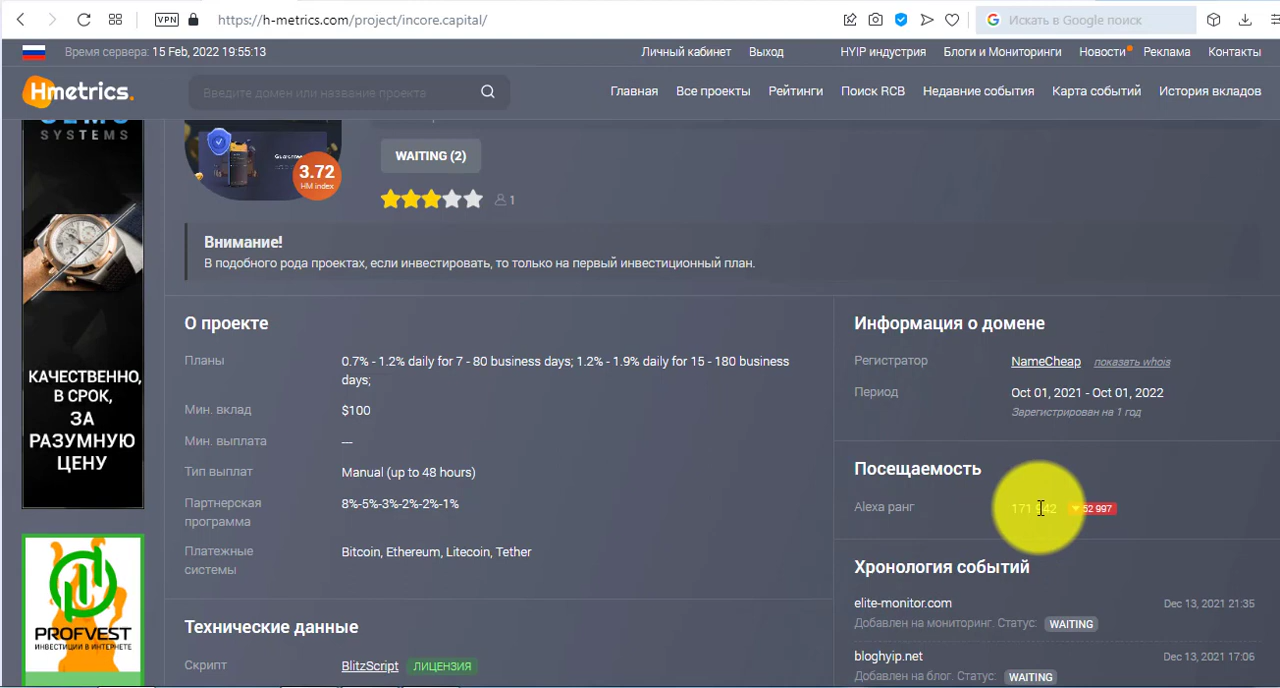 VPN
https://h-metrics.com/project/incore.capital/
Искать в Google поиск
Время сервера: 15 Feb, 2022 19:55:13
Личный кабинет
Выход
HYIP индустрия
Блоги и Мониторинги
Новости
Реклама
Контакты
Hmetrics.
Введите домен или название проекта
Главная
Все проекты
Рейтинги
Поиск RCB
Недавние события
Карта событий
История вкладов
SYSTEMS
КАЧЕСТВЕННО,
В СРОК,
ЗА
РАЗУМНУЮ
ЦЕНУ
PROFVEST
ИНВЕСТИЦИИ В ИНТЕРНЕТЕ
3.72
HM index
WAITING (2)
1
Внимание!
В подобного рода проектах, если инвестировать, то только на первый инвестиционный план.
О проекте
Планы
0.7% - 1.2% daily for 7 - 80 business days; 1.2% - 1.9% daily for 15 - 180 business
days;
Мин. вклад
$100
Мин. выплата
—
Тип выплат
Manual (up to 48 hours)
Партнерская
программа
8%-5%-3%-2%-2%-1%
Платежные
системы
Bitcoin, Ethereum, Litecoin, Tether
Технические данные
Скрипт
BlitzScript
ЛИЦЕНЗИЯ
Информация о домене
Регистратор
NameCheap
показать whois
Период
Oct 01, 2021 - Oct 01, 2022
Зарегистрирован на 1 год
Посещаемость
Alexa ранг
52 997
Хронология событий
elite-monitor.com
Dec 13, 2021 21:35
Добавлен на мониторинг. Статус: WAITING
bloghyip.net
Dec 13, 2021 17:06
Добавлен на блог. Статус: WAITING